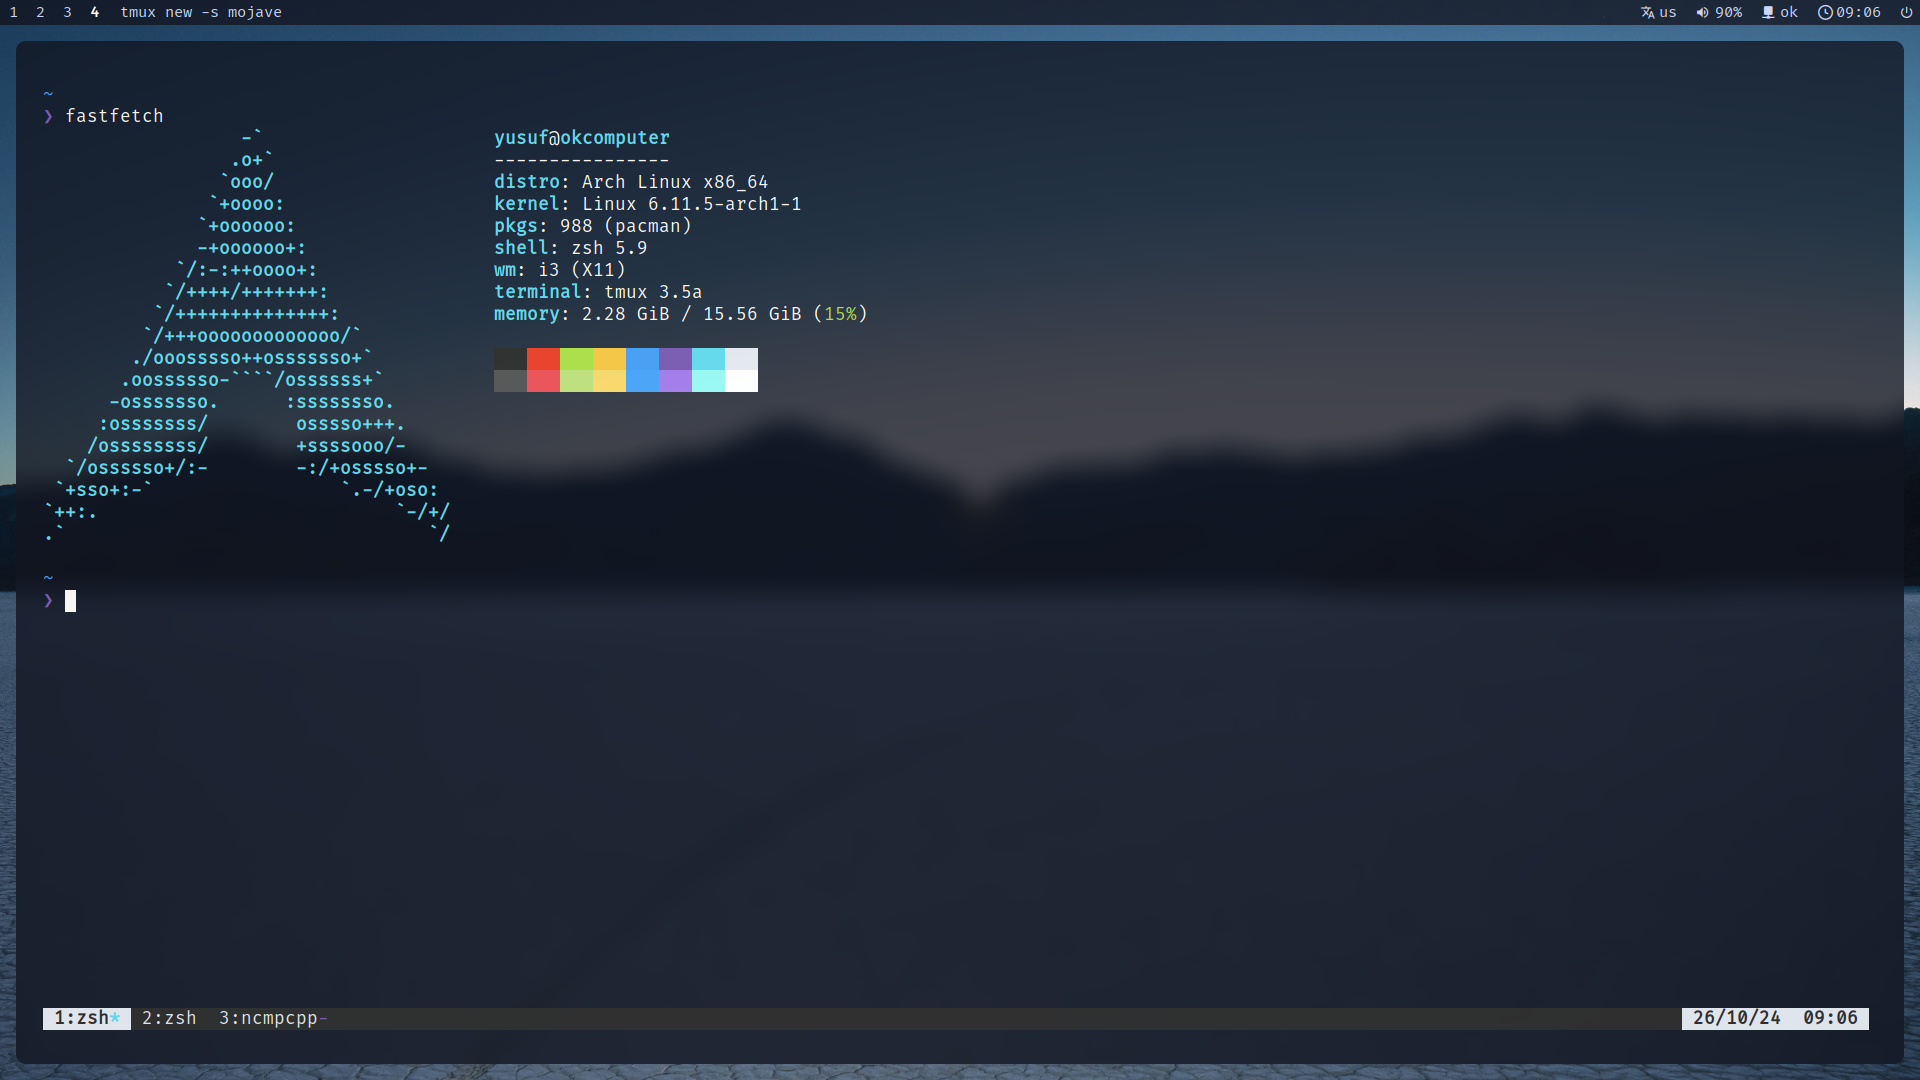 1 2 3 4 tmux new -s mojave us 90% ok 09:06
~
❯ fastfetch
-`
.o+`
`ooo/
`+oooo:
`+oooooo:
-+oooooo+:
`/:-:++oooo+:
`/++++/+++++++:
`/++++++++++++++:
`/+++ooooooooooooo/`
./ooosssso++osssssso+`
.oossssso-````/ossssss+`
-osssssso. :ssssssso.
:osssssss/ osssso+++.
/ossssssss/ +ssssooo/-
`/ossssso+/:- -:/+osssso+-
`+sso+:-` `.-/+oso:
`++:. `-/+/
.` `/
yusuf@okcomputer
----------------
distro: Arch Linux x86_64
kernel: Linux 6.11.5-arch1-1
pkgs: 988 (pacman)
shell: zsh 5.9
wm: i3 (X11)
terminal: tmux 3.5a
memory: 2.28 GiB / 15.56 GiB (15%)
~
❯
1:zsh* 2:zsh 3:ncmpcpp- 26/10/24 09:06